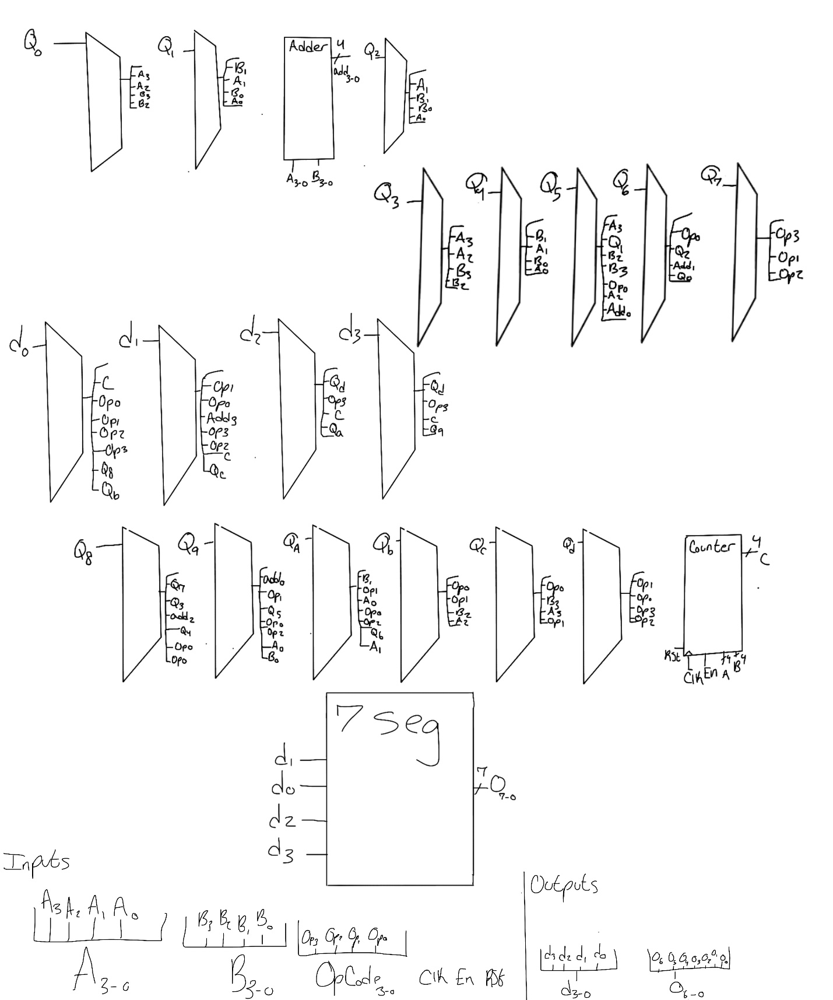 Q0
A3
A2
B3
B2
Q1
B1
A1
B0
A0
Adder
4
add3-0
A3-0 B3-0
Q2
A1
B1
B0
A0
Q3
A3
A2
B3
B2
Q4
B1
A1
B0
A0
Q5
A3
Q1
B2
B3
Op0
A2
Add0
Q6
Op0
Q2
Add1
Q0
Q7
Op3
Op1
Op2
d0
C
Op0
Op1
Op2
Op3
Q8
Qb
d1
Op1
Op0
Add3
Op3
Op2
C
Qc
d2
Qd
Op3
C
Qa
d3
Qd
Op3
C
Q9
Q8
Q7
Q3
add2
Q4
Op0
Op0
Q9
add0
Op1
Q5
Op0
Op2
A0
B0
QA
B1
Op1
A0
Op0
Op2
Q6
A1
Qb
Op0
Op1
B2
A2
Qc
Op0
B3
A3
Op1
Qd
Op1
Op0
Op3
Op2
Counter
4
C
Rst
Clk En A 4 B 4
7 Seg
d1
d0
d2
d3
7
O7-0
Inputs
A3 A2 A1 A0
A3-0
B3 B2 B1 B0
B3-0
Op3 Op2 Op1 Op0
OpCode3-0
Clk En Rst
Outputs
d3 d2 d1 d0
d3-0
O6 O5 O4 O3 O2 O1 O0
O6-0